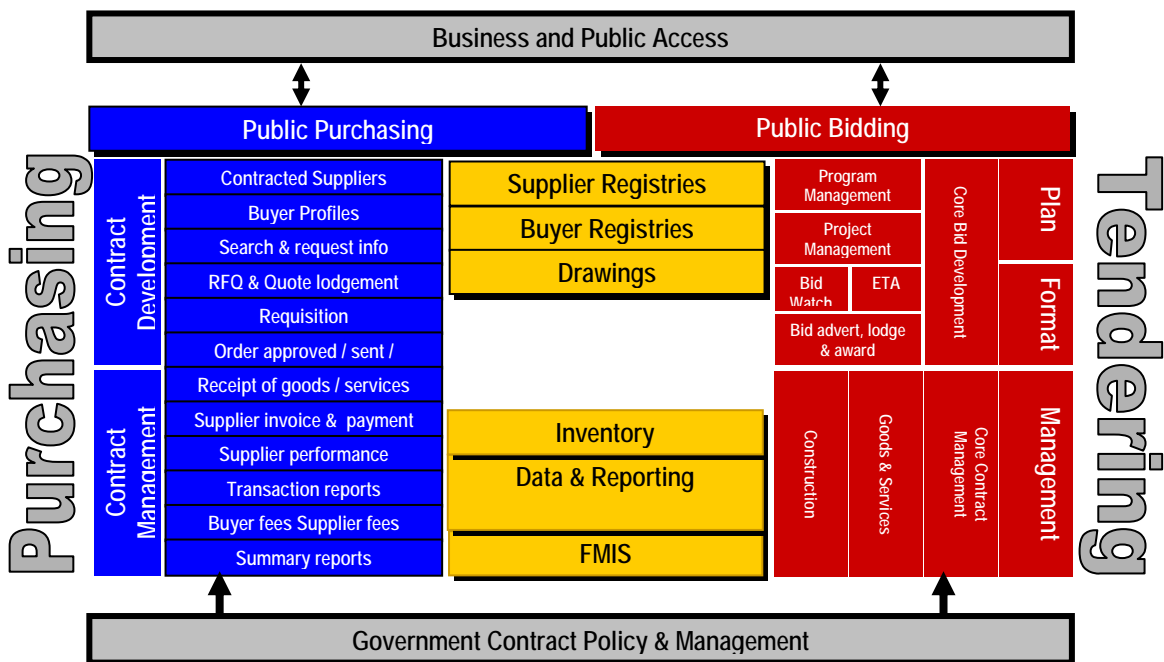 Business and Public Access
Public Purchasing
Public Bidding
Purchasing
Contract
Development
Contract
Management
Contracted Suppliers
Buyer Profiles
Search & request info
RFQ & Quote lodgement
Requisition
Order approved / sent /
Receipt of goods / services
Supplier invoice & payment
Supplier performance
Transaction reports
Buyer fees Supplier fees
Summary reports
Supplier Registries
Buyer Registries
Drawings
Inventory
Data & Reporting
FMIS
Program
Management
Project
Management
Bid
Watch
ETA
Bid advert, lodge
& award
Core Bid Development
Plan
Format
Construction
Goods & Services
Core Contract
Management
Management
Tendering
Government Contract Policy & Management